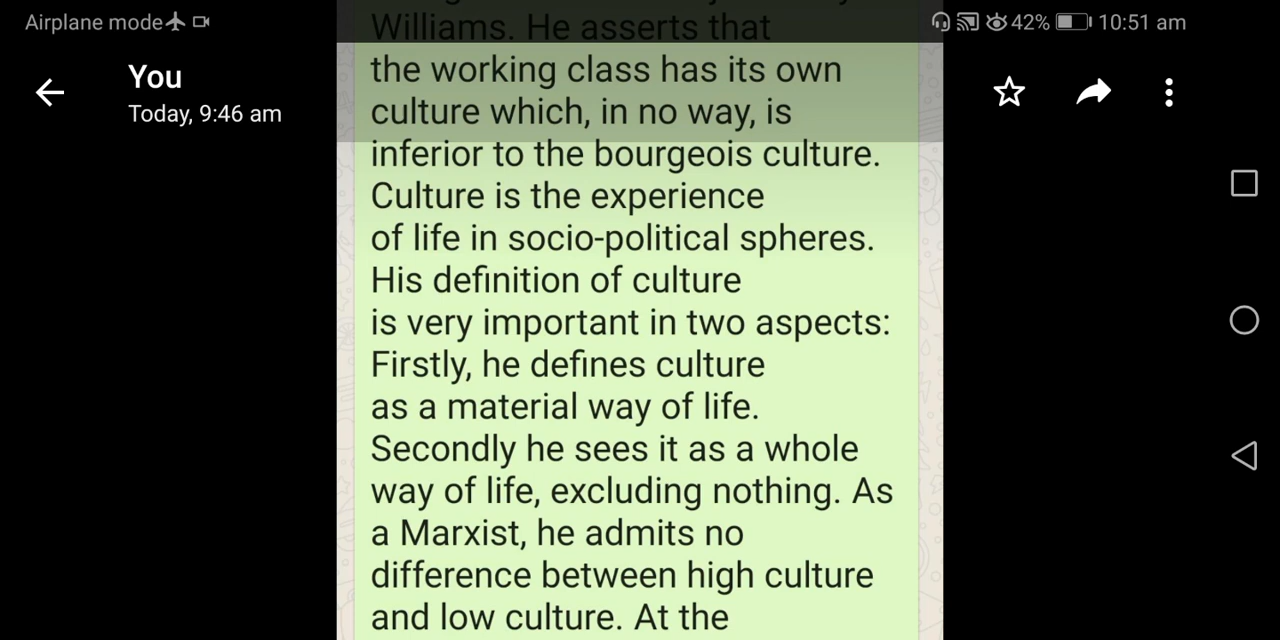 Airplane mode
42% 10:51 am
You
Today, 9:46 am
Williams. He asserts that
the working class has its own
culture which, in no way, is
inferior to the bourgeois culture.
Culture is the experience
of life in socio-political spheres.
His definition of culture
is very important in two aspects:
Firstly, he defines culture
as a material way of life.
Secondly he sees it as a whole
way of life, excluding nothing. As
a Marxist, he admits no
difference between high culture
and low culture. At the